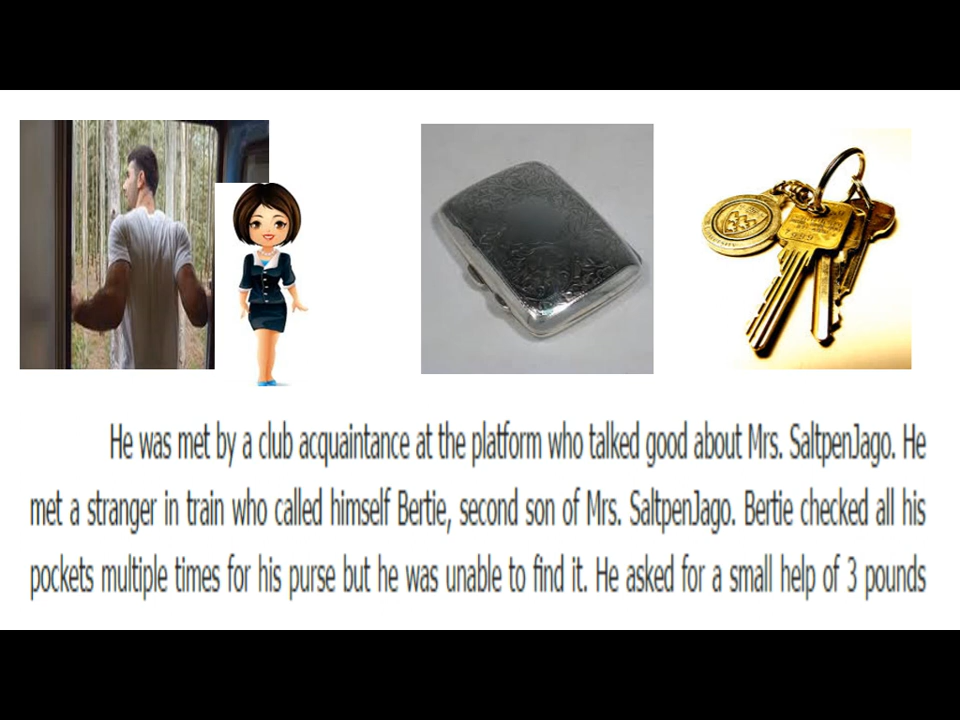 He was met by a club acquaintance at the platform who talked good about Mrs. SaltpenJago. He
met a stranger in train who called himself Bertie, second son of Mrs. SaltpenJago. Bertie checked all his
pockets multiple times for his purse but he was unable to find it. He asked for a small help of 3 pounds